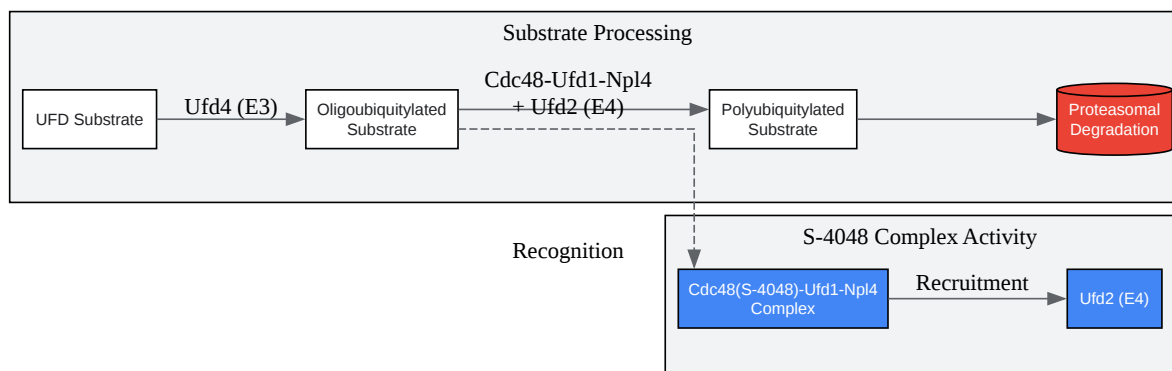 Substrate Processing
UFD Substrate
Ufd4 (E3)
Oligoubiquitylated
Substrate
Cdc48-Ufd1-Npl4
+ Ufd2 (E4)
Polyubiquitylated
Substrate
Proteasomal
Degradation
Recognition
S-4048 Complex Activity
Cdc48(S-4048)-Ufd1-Npl4
Complex
Recruitment
Ufd2 (E4)